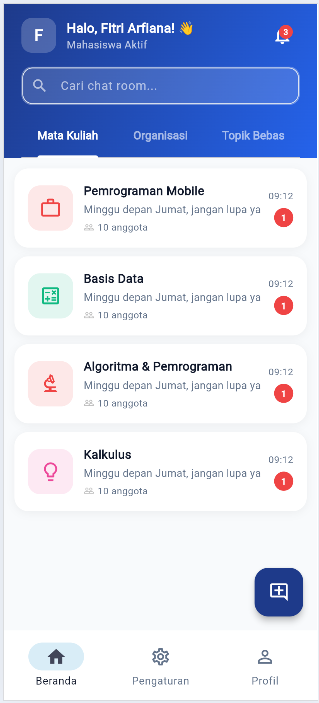 F
Halo, Fitri Arfiana! 👋
Mahasiswa Aktif
3
Cari chat room...
Mata Kuliah
Organisasi
Topik Bebas
Pemrograman Mobile
09:12
Minggu depan Jumat, jangan lupa ya
1
10 anggota
Basis Data
09:12
Minggu depan Jumat, jangan lupa ya
1
10 anggota
Algoritma & Pemrograman
09:12
Minggu depan Jumat, jangan lupa ya
1
10 anggota
Kalkulus
09:12
Minggu depan Jumat, jangan lupa ya
1
10 anggota
Beranda
Pengaturan
Profil